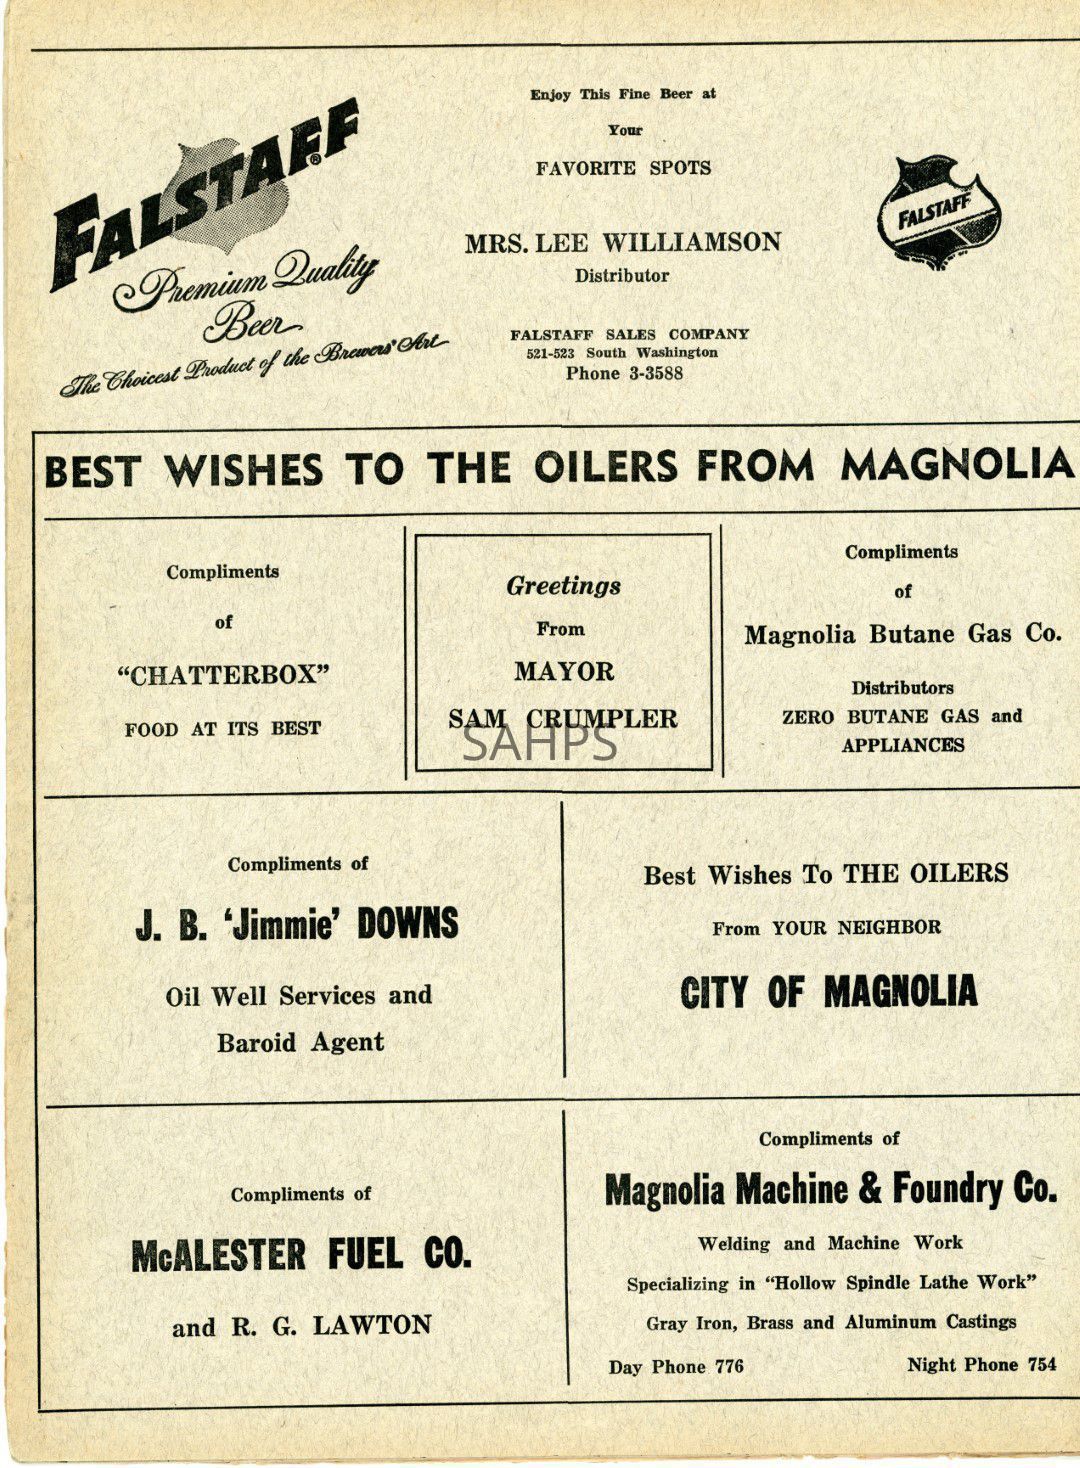 FALSTAFF®
Premium Quality
Beer
The Choicest Product of the Brewers' Art
Enjoy This Fine Beer at
Your
FAVORITE SPOTS
MRS. LEE WILLIAMSON
Distributor
FALSTAFF SALES COMPANY
521-523 South Washington
Phone 3-3588
FALSTAFF
BEST WISHES TO THE OILERS FROM MAGNOLIA
Compliments
of
“CHATTERBOX”
FOOD AT ITS BEST
Greetings
From
MAYOR
SAM CRUMPLER
SAHPS
Compliments
of
Magnolia Butane Gas Co.
Distributors
ZERO BUTANE GAS and
APPLIANCES
Compliments of
J. B. ‘Jimmie’ DOWNS
Oil Well Services and
Baroid Agent
Best Wishes To THE OILERS
From YOUR NEIGHBOR
CITY OF MAGNOLIA
Compliments of
McALESTER FUEL CO.
and R. G. LAWTON
Compliments of
Magnolia Machine & Foundry Co.
Welding and Machine Work
Specializing in “Hollow Spindle Lathe Work”
Gray Iron, Brass and Aluminum Castings
Day Phone 776 Night Phone 754